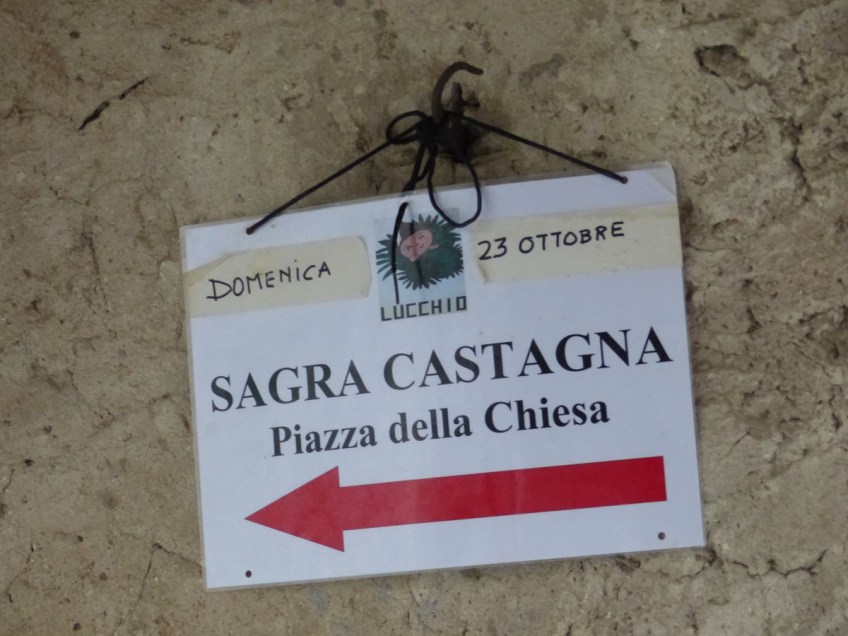 DOMENICA
23 OTTOBRE
LUCCHIO
SAGRA CASTAGNA
Piazza della Chiesa